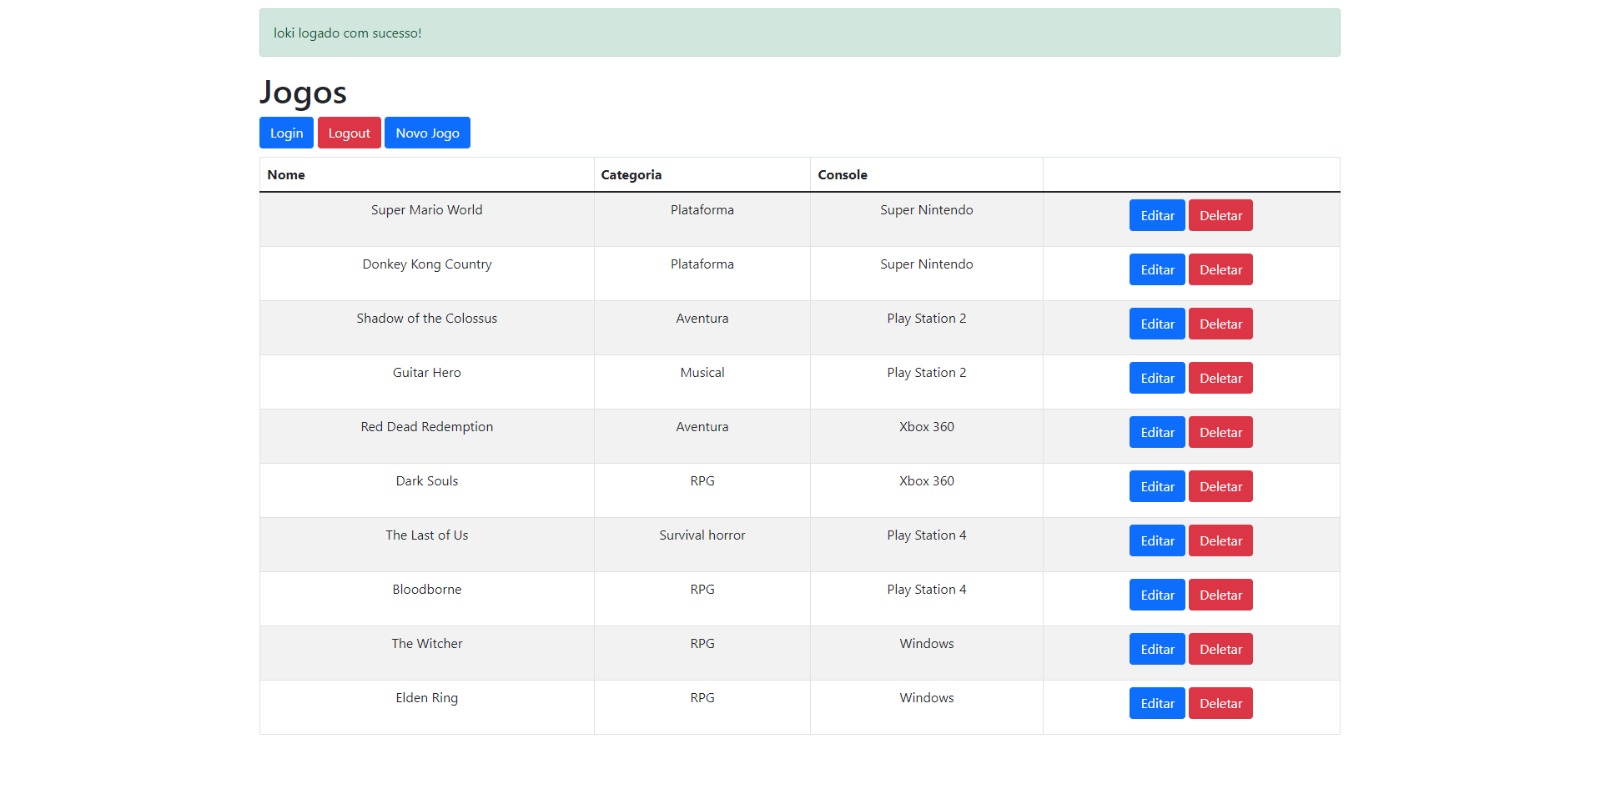 loki logado com sucesso!
Jogos
Login Logout Novo Jogo
Nome Categoria Console
Super Mario World Plataforma Super Nintendo Editar Deletar
Donkey Kong Country Plataforma Super Nintendo Editar Deletar
Shadow of the Colossus Aventura Play Station 2 Editar Deletar
Guitar Hero Musical Play Station 2 Editar Deletar
Red Dead Redemption Aventura Xbox 360 Editar Deletar
Dark Souls RPG Xbox 360 Editar Deletar
The Last of Us Survival horror Play Station 4 Editar Deletar
Bloodborne RPG Play Station 4 Editar Deletar
The Witcher RPG Windows Editar Deletar
Elden Ring RPG Windows Editar Deletar